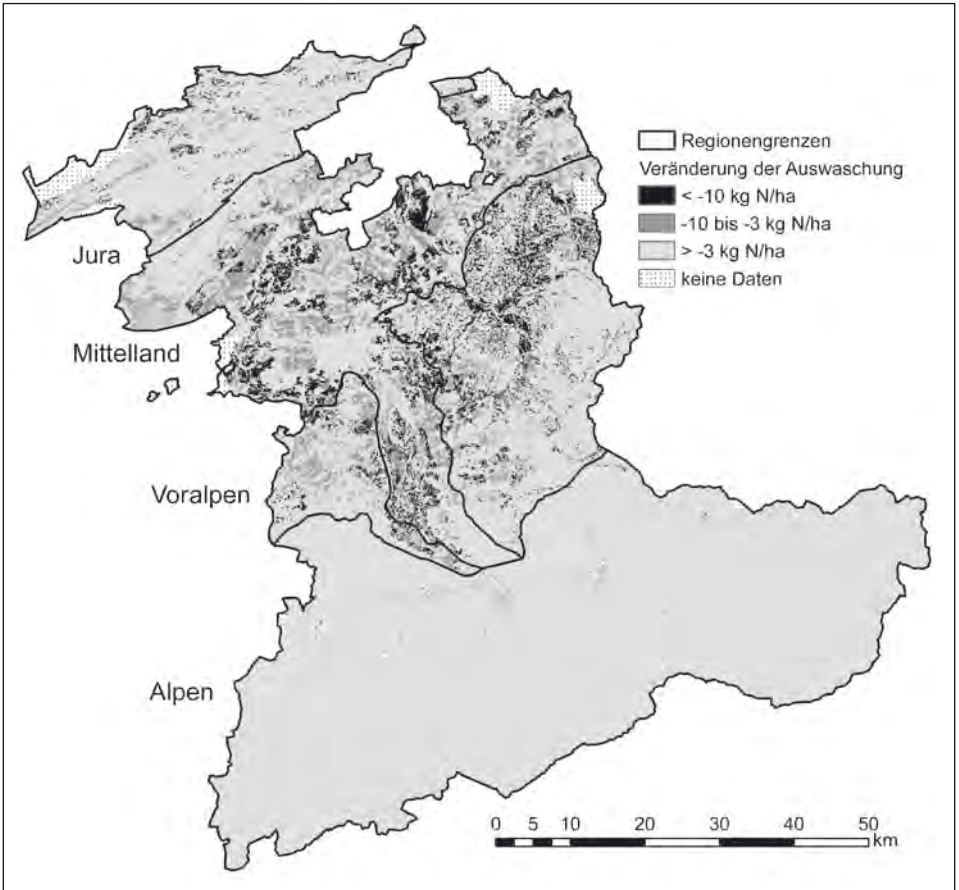 Regionengrenzen
Veränderung der Auswaschung
< -10 kg N/ha
-10 bis -3 kg N/ha
> -3 kg N/ha
keine Daten
Jura
Mittelland
Voralpen
Alpen
0 5 10 20 30 40 50
km